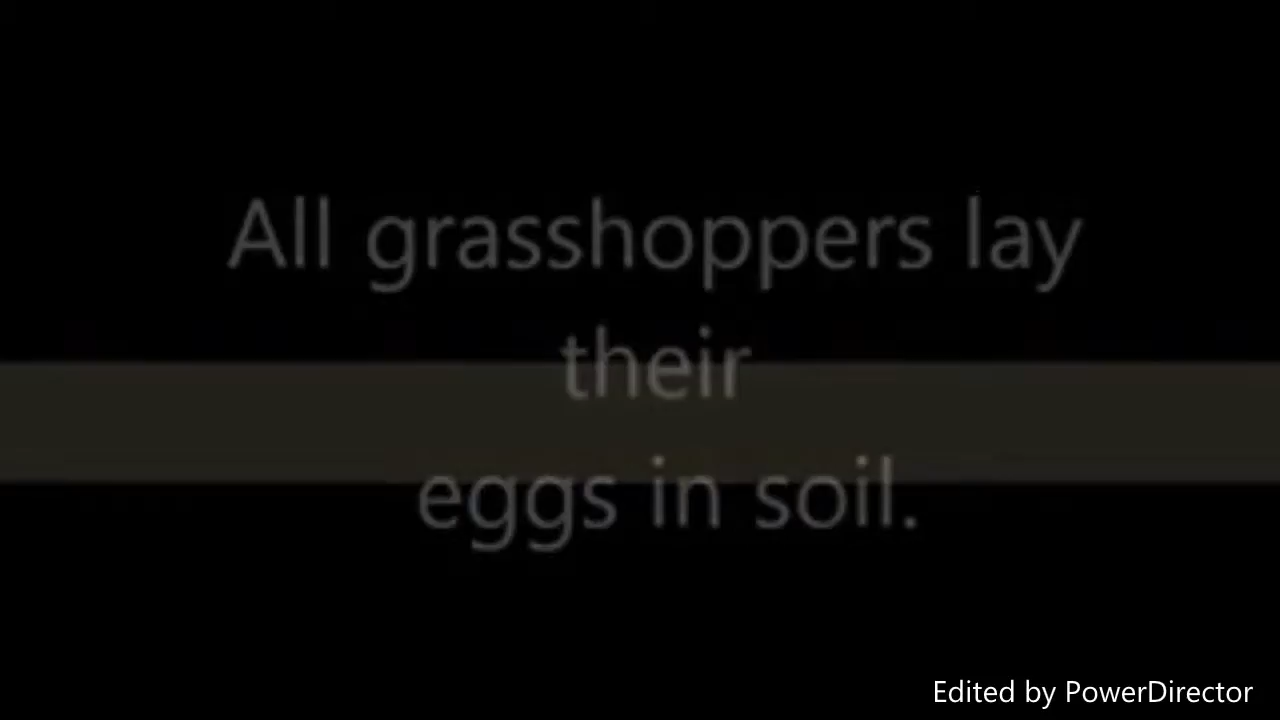 All grasshoppers lay
their
eggs in soil.
Edited by PowerDirector